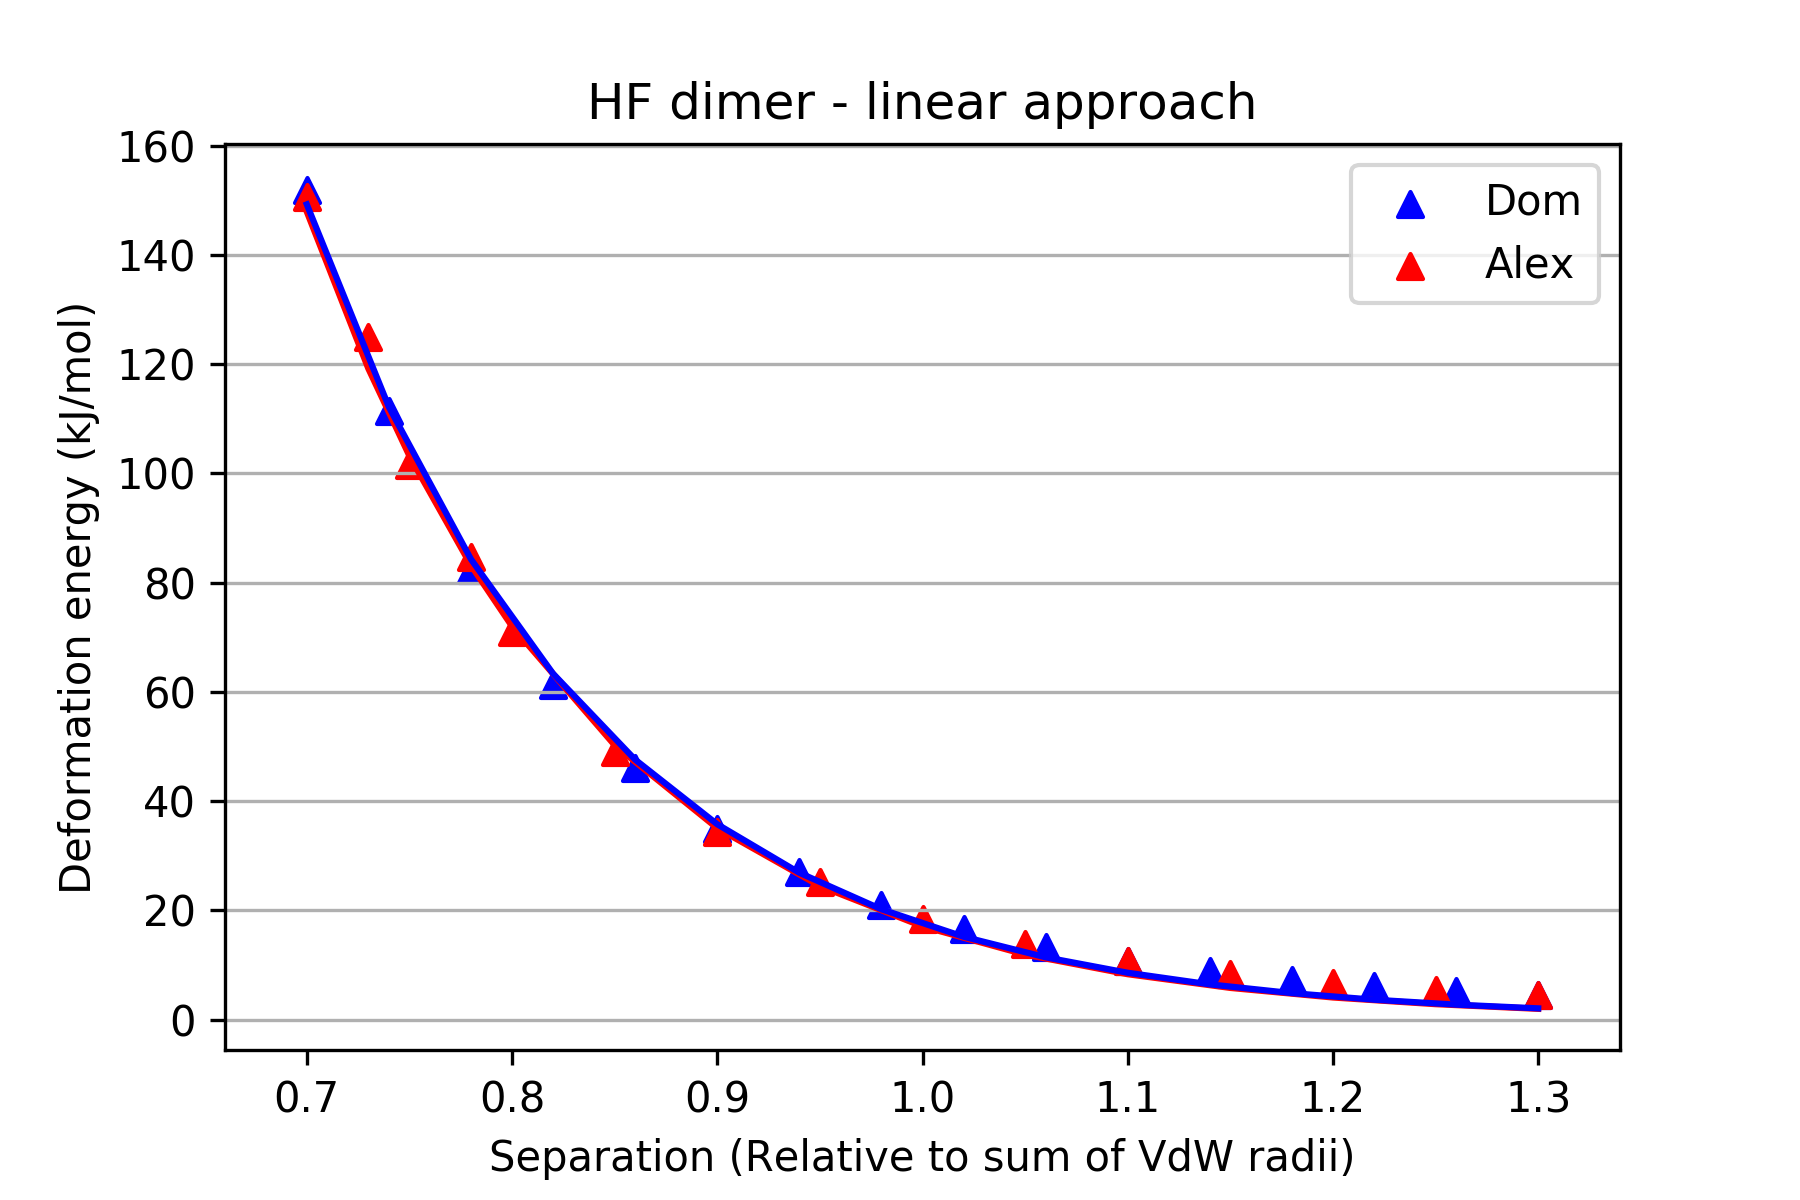 HF dimer - linear approach
160
140
120
100
80
60
40
20
0
Deformation energy (kJ/mol)
Dom
Alex
0.7 0.8 0.9 1.0 1.1 1.2 1.3
Separation (Relative to sum of VdW radii)